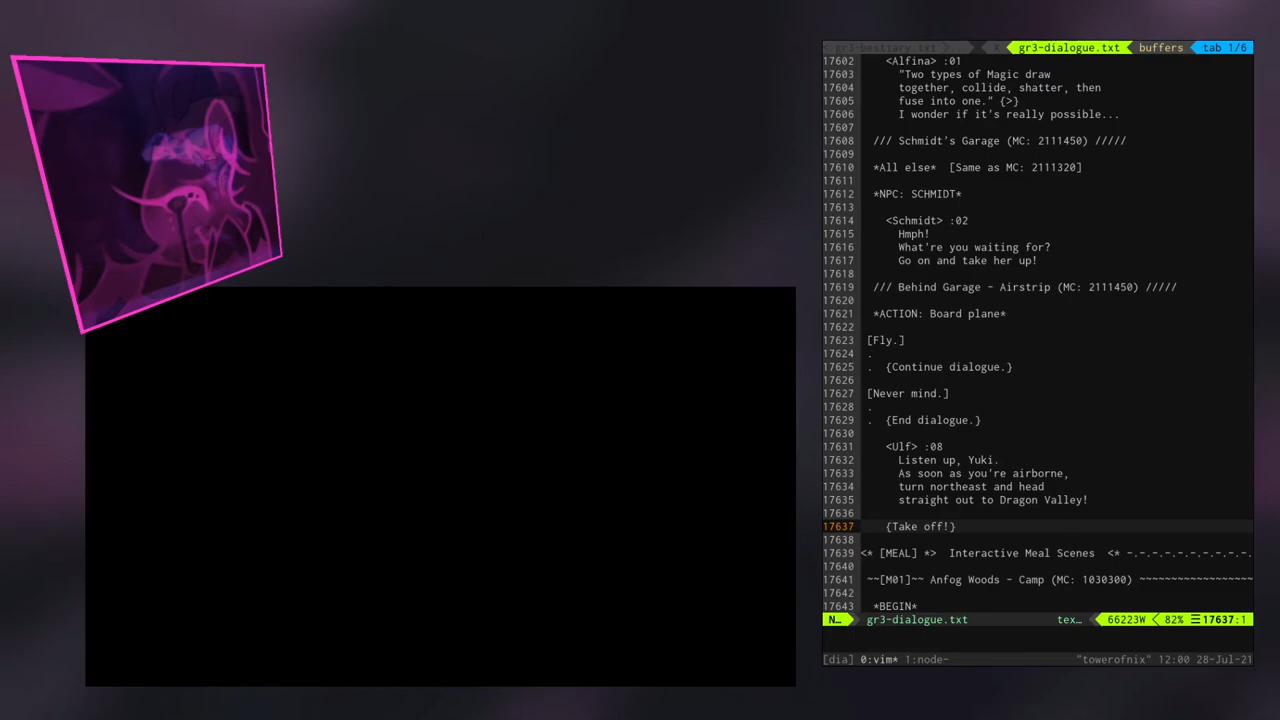 < gr3-bestiary.txt >... x gr3-dialogue.txt < buffers < tab 1/6
17602 <Alfina> :01
17603 "Two types of Magic draw
17604 together, collide, shatter, then
17605 fuse into one." {>}
17606 I wonder if it's really possible...
17607
17608 /// Schmidt's Garage (MC: 2111450) /////
17609
17610 *All else* [Same as MC: 2111320]
17611
17612 *NPC: SCHMIDT*
17613
17614 <Schmidt> :02
17615 Hmph!
17616 What're you waiting for?
17617 Go on and take her up!
17618
17619 /// Behind Garage - Airstrip (MC: 2111450) /////
17620
17621 *ACTION: Board plane*
17622
17623 [Fly.]
17624 .
17625 . {Continue dialogue.}
17626
17627 [Never mind.]
17628 .
17629 . {End dialogue.}
17630
17631 <Ulf> :08
17632 Listen up, Yuki.
17633 As soon as you're airborne,
17634 turn northeast and head
17635 straight out to Dragon Valley!
17636
17637 {Take off!}
17638
17639 <* [MEAL] *> Interactive Meal Scenes <* -.-.-.-.-.-.-.-.-.-.
17640
17641 ~~[M01]~~ Anfog Woods - Camp (MC: 1030300) ~~~~~~~~~~~~~~~~~~
17642
17643 *BEGIN*
N… gr3-dialogue.txt tex… 66223W < 82% ☰ 17637:1
[dia] 0:vim* 1:node- "towerofnix" 12:00 28-Jul-21